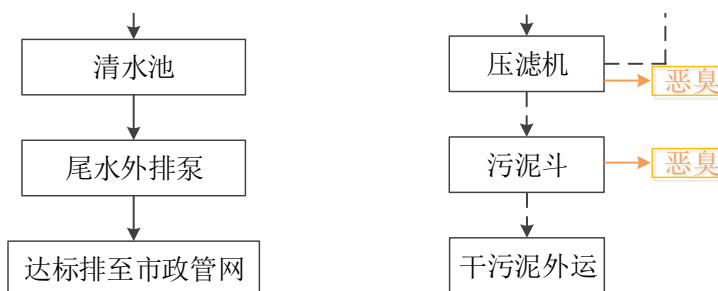 清水池
压滤机
恶臭
尾水外排泵
污泥斗
恶臭
达标排至市政管网
干污泥外运